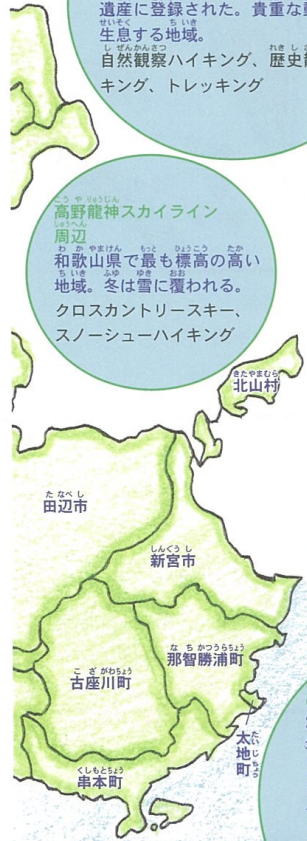 遺産に登録された。貴重な
生息する地域。
自然観察ハイキング、歴史
キング、トレッキング
高野龍神スカイライン
周辺
和歌山県で最も標高の高い
地域。冬は雪に覆われる。
クロスカントリースキー、
スノーシューハイキング
北山村
田辺市
新宮市
那智勝浦町
古座川町
太地町
串本町